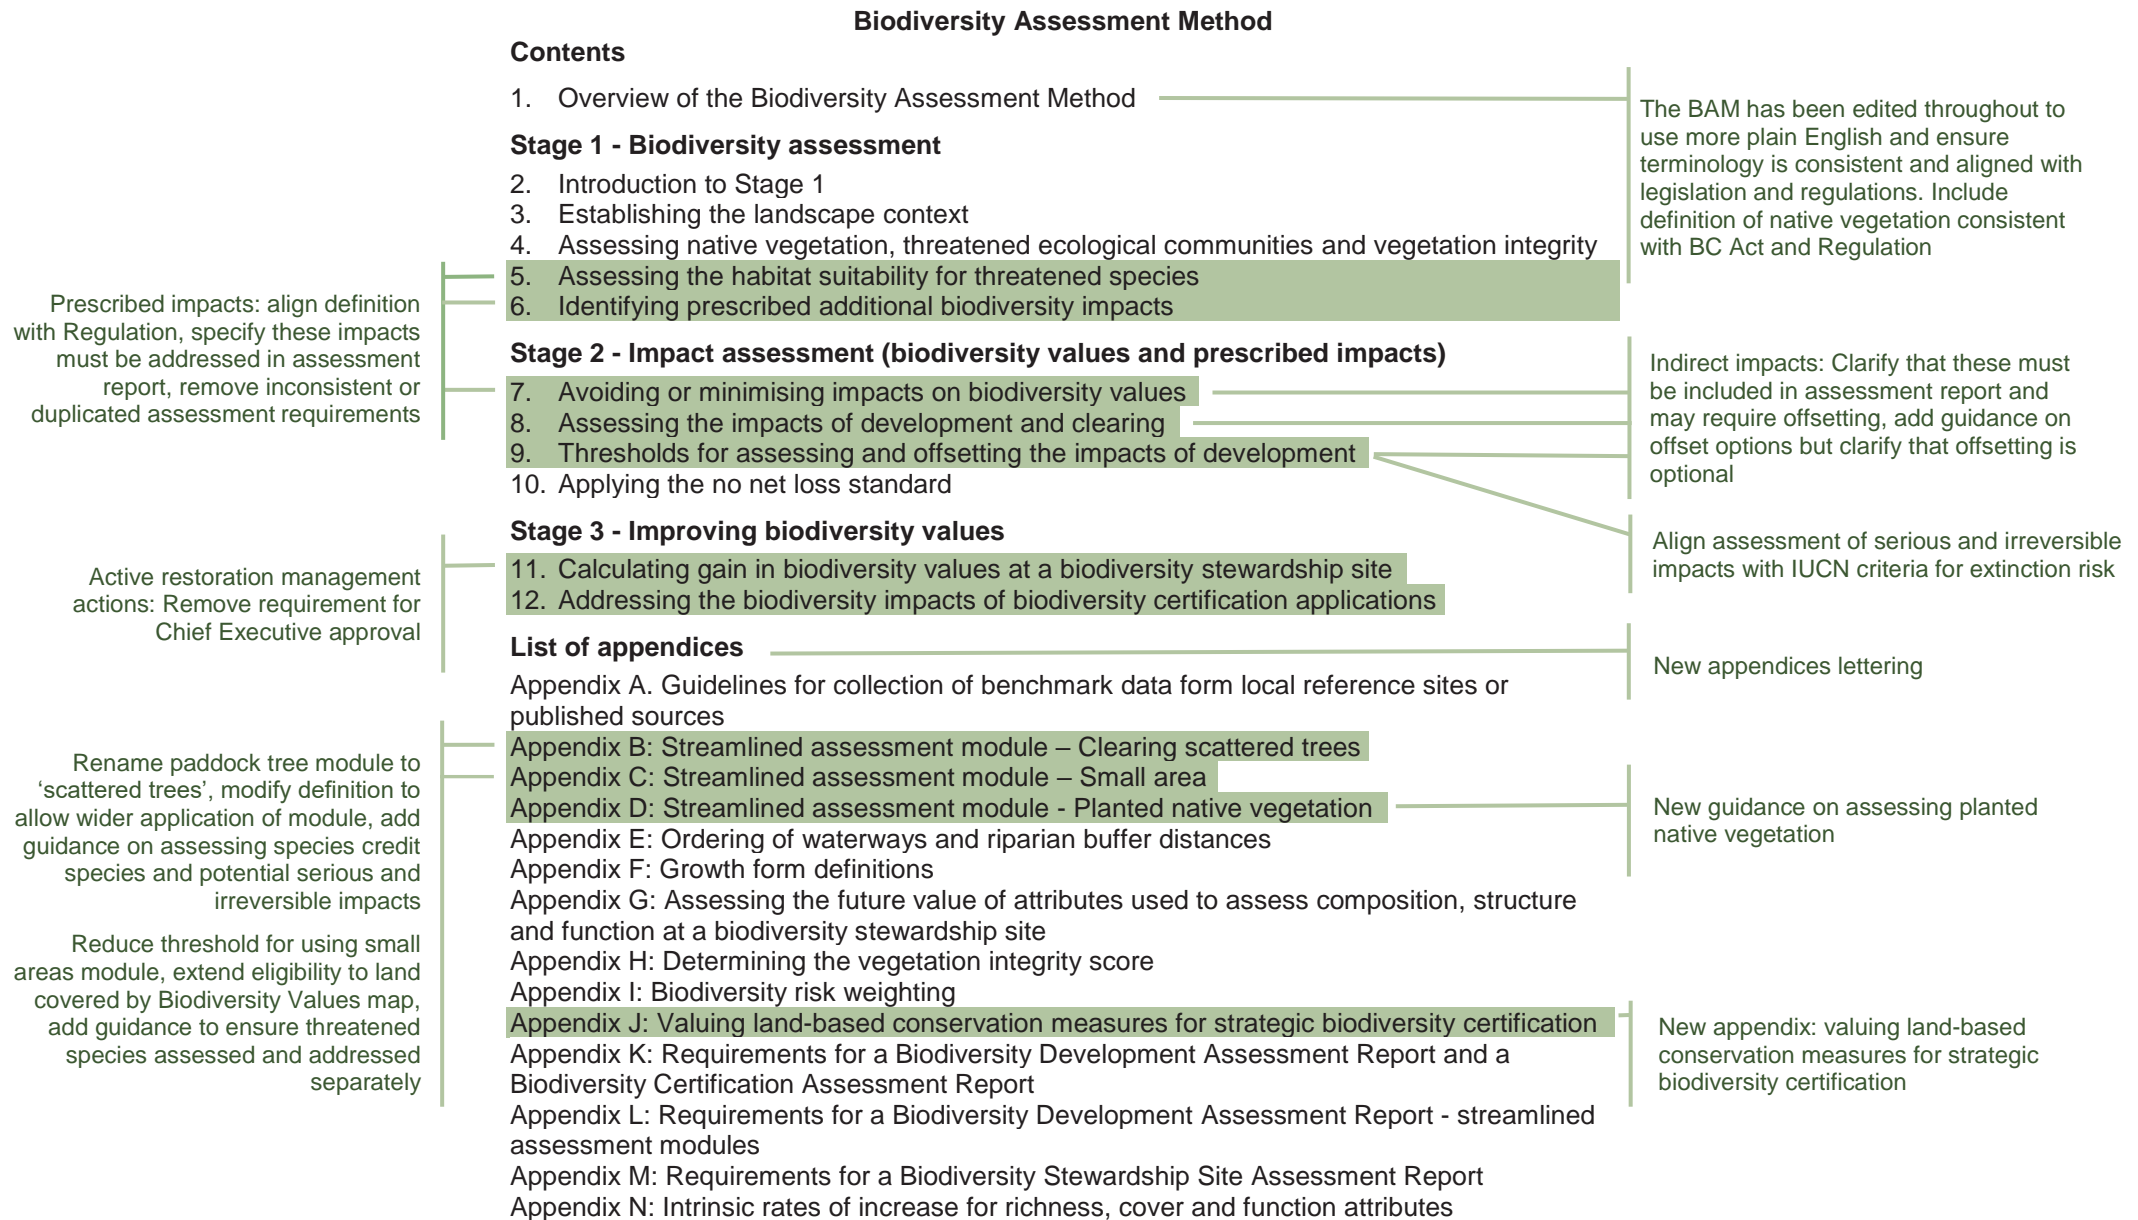 Biodiversity Assessment Method
Contents
1. Overview of the Biodiversity Assessment Method
Stage 1 - Biodiversity assessment
2. Introduction to Stage 1
3. Establishing the landscape context
4. Assessing native vegetation, threatened ecological communities and vegetation integrity
5. Assessing the habitat suitability for threatened species
6. Identifying prescribed additional biodiversity impacts
Stage 2 - Impact assessment (biodiversity values and prescribed impacts)
7. Avoiding or minimising impacts on biodiversity values
8. Assessing the impacts of development and clearing
9. Thresholds for assessing and offsetting the impacts of development
10. Applying the no net loss standard
Stage 3 - Improving biodiversity values
11. Calculating gain in biodiversity values at a biodiversity stewardship site
12. Addressing the biodiversity impacts of biodiversity certification applications
List of appendices
Appendix A. Guidelines for collection of benchmark data form local reference sites or
published sources
Appendix B: Streamlined assessment module – Clearing scattered trees
Appendix C: Streamlined assessment module – Small area
Appendix D: Streamlined assessment module - Planted native vegetation
Appendix E: Ordering of waterways and riparian buffer distances
Appendix F: Growth form definitions
Appendix G: Assessing the future value of attributes used to assess composition, structure
and function at a biodiversity stewardship site
Appendix H: Determining the vegetation integrity score
Appendix I: Biodiversity risk weighting
Appendix J: Valuing land-based conservation measures for strategic biodiversity certification
Appendix K: Requirements for a Biodiversity Development Assessment Report and a
Biodiversity Certification Assessment Report
Appendix L: Requirements for a Biodiversity Development Assessment Report - streamlined
assessment modules
Appendix M: Requirements for a Biodiversity Stewardship Site Assessment Report
Appendix N: Intrinsic rates of increase for richness, cover and function attributes
Prescribed impacts: align definition
with Regulation, specify these impacts
must be addressed in assessment
report, remove inconsistent or
duplicated assessment requirements
Active restoration management
actions: Remove requirement for
Chief Executive approval
Rename paddock tree module to
‘scattered trees’, modify definition to
allow wider application of module, add
guidance on assessing species credit
species and potential serious and
irreversible impacts
Reduce threshold for using small
areas module, extend eligibility to land
covered by Biodiversity Values map,
add guidance to ensure threatened
species assessed and addressed
separately
The BAM has been edited throughout to
use more plain English and ensure
terminology is consistent and aligned with
legislation and regulations. Include
definition of native vegetation consistent
with BC Act and Regulation
Indirect impacts: Clarify that these must
be included in assessment report and
may require offsetting, add guidance on
offset options but clarify that offsetting is
optional
Align assessment of serious and irreversible
impacts with IUCN criteria for extinction risk
New appendices lettering
New guidance on assessing planted
native vegetation
New appendix: valuing land-based
conservation measures for strategic
biodiversity certification